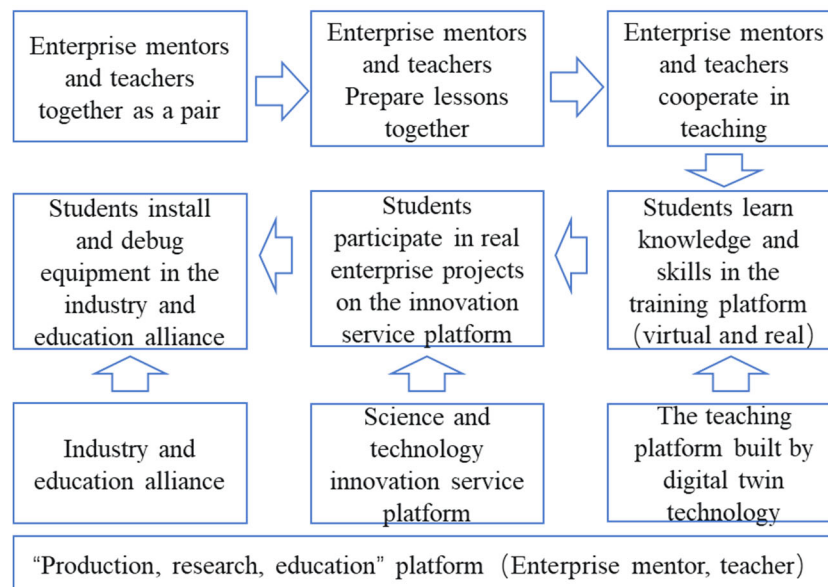 Enterprise mentors
and teachers
together as a pair
Enterprise mentors
and teachers
Prepare lessons
together
Enterprise mentors
and teachers
cooperate in
teaching
Students install
and debug
equipment in the
industry and
education alliance
Students
participate in real
enterprise projects
on the innovation
service platform
Students learn
knowledge and
skills in the
training platform
（virtual and real）
Industry and
education alliance
Science and
technology
innovation service
platform
The teaching
platform built by
digital twin
technology
“Production, research, education” platform（Enterprise mentor, teacher）